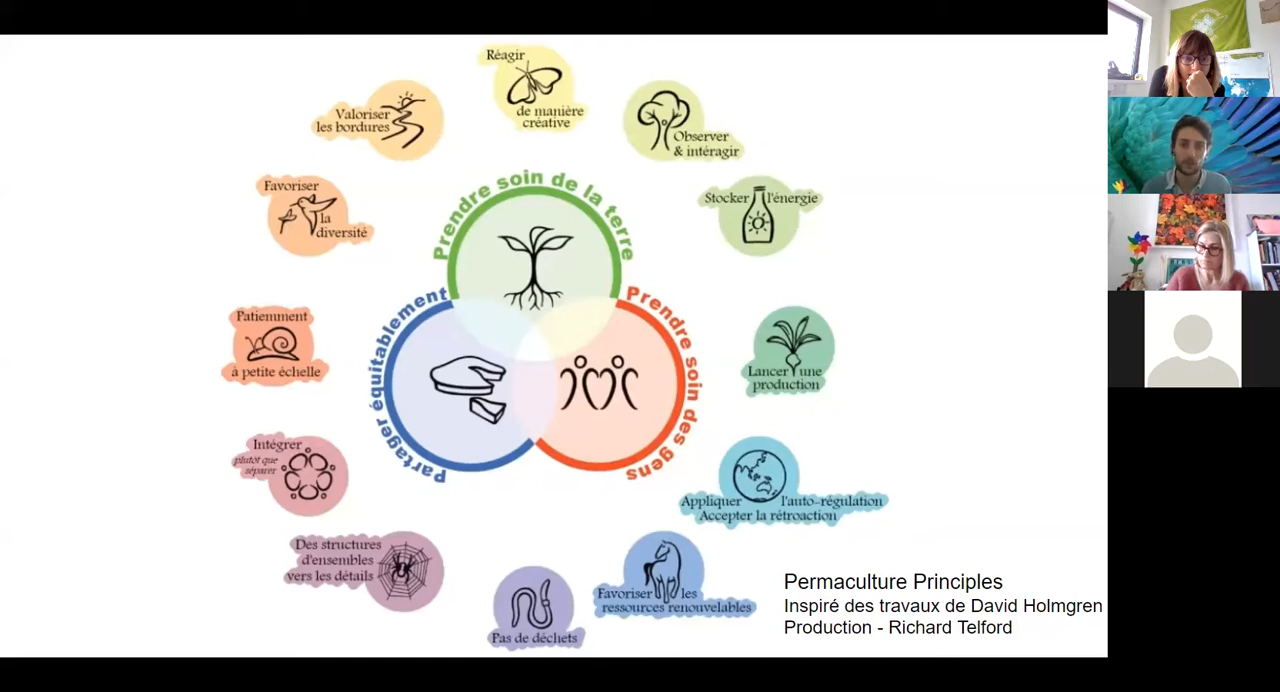 Réagir
de manière
créative
Observer
& intéragir
Stocker l'énergie
Lancer une
production
Appliquer l'auto-régulation
Accepter la rétroaction
Favoriser les
ressources renouvelables
Pas de déchets
Des structures
d'ensembles
vers les détails
Intégrer
plutôt que
séparer
Patiemment
à petite échelle
Favoriser
la
diversité
Valoriser
les bordures
Prendre soin de la terre
Prendre soin des gens
Partager équitablement
Permaculture Principles
Inspiré des travaux de David Holmgren
Production - Richard Telford